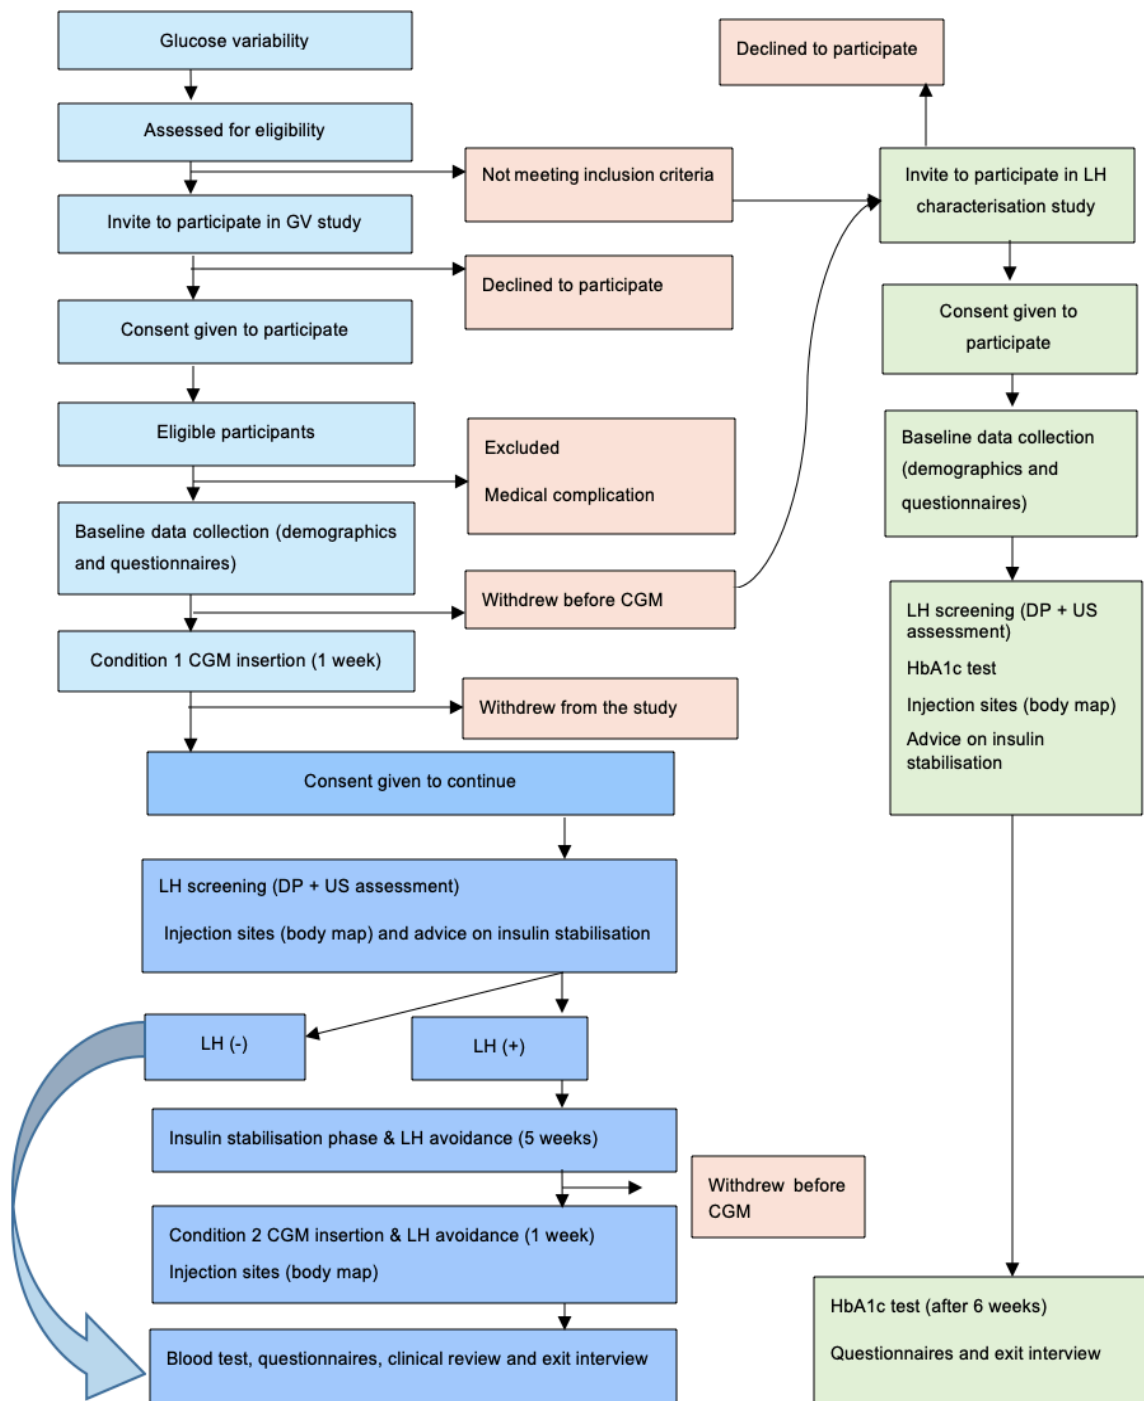 Glucose variability
Declined to participate
Assessed for eligibility
Not meeting inclusion criteria
Invite to participate in LH
characterisation study
Invite to participate in GV study
Declined to participate
Consent given to participate
Consent given to
participate
Eligible participants
Excluded
Medical complication
Baseline data collection
(demographics and
questionnaires)
Baseline data collection (demographics
and questionnaires)
Withdrew before CGM
Condition 1 CGM insertion (1 week)
Withdrew from the study
LH screening (DP + US
assessment)
HbA1c test
Injection sites (body map)
Advice on insulin
stabilisation
Consent given to continue
LH screening (DP + US assessment)
Injection sites (body map) and advice on insulin stabilisation
LH (-)
LH (+)
Insulin stabilisation phase & LH avoidance (5 weeks)
Withdrew before
CGM
Condition 2 CGM insertion & LH avoidance (1 week)
Injection sites (body map)
Blood test, questionnaires, clinical review and exit interview
HbA1c test (after 6 weeks)
Questionnaires and exit interview